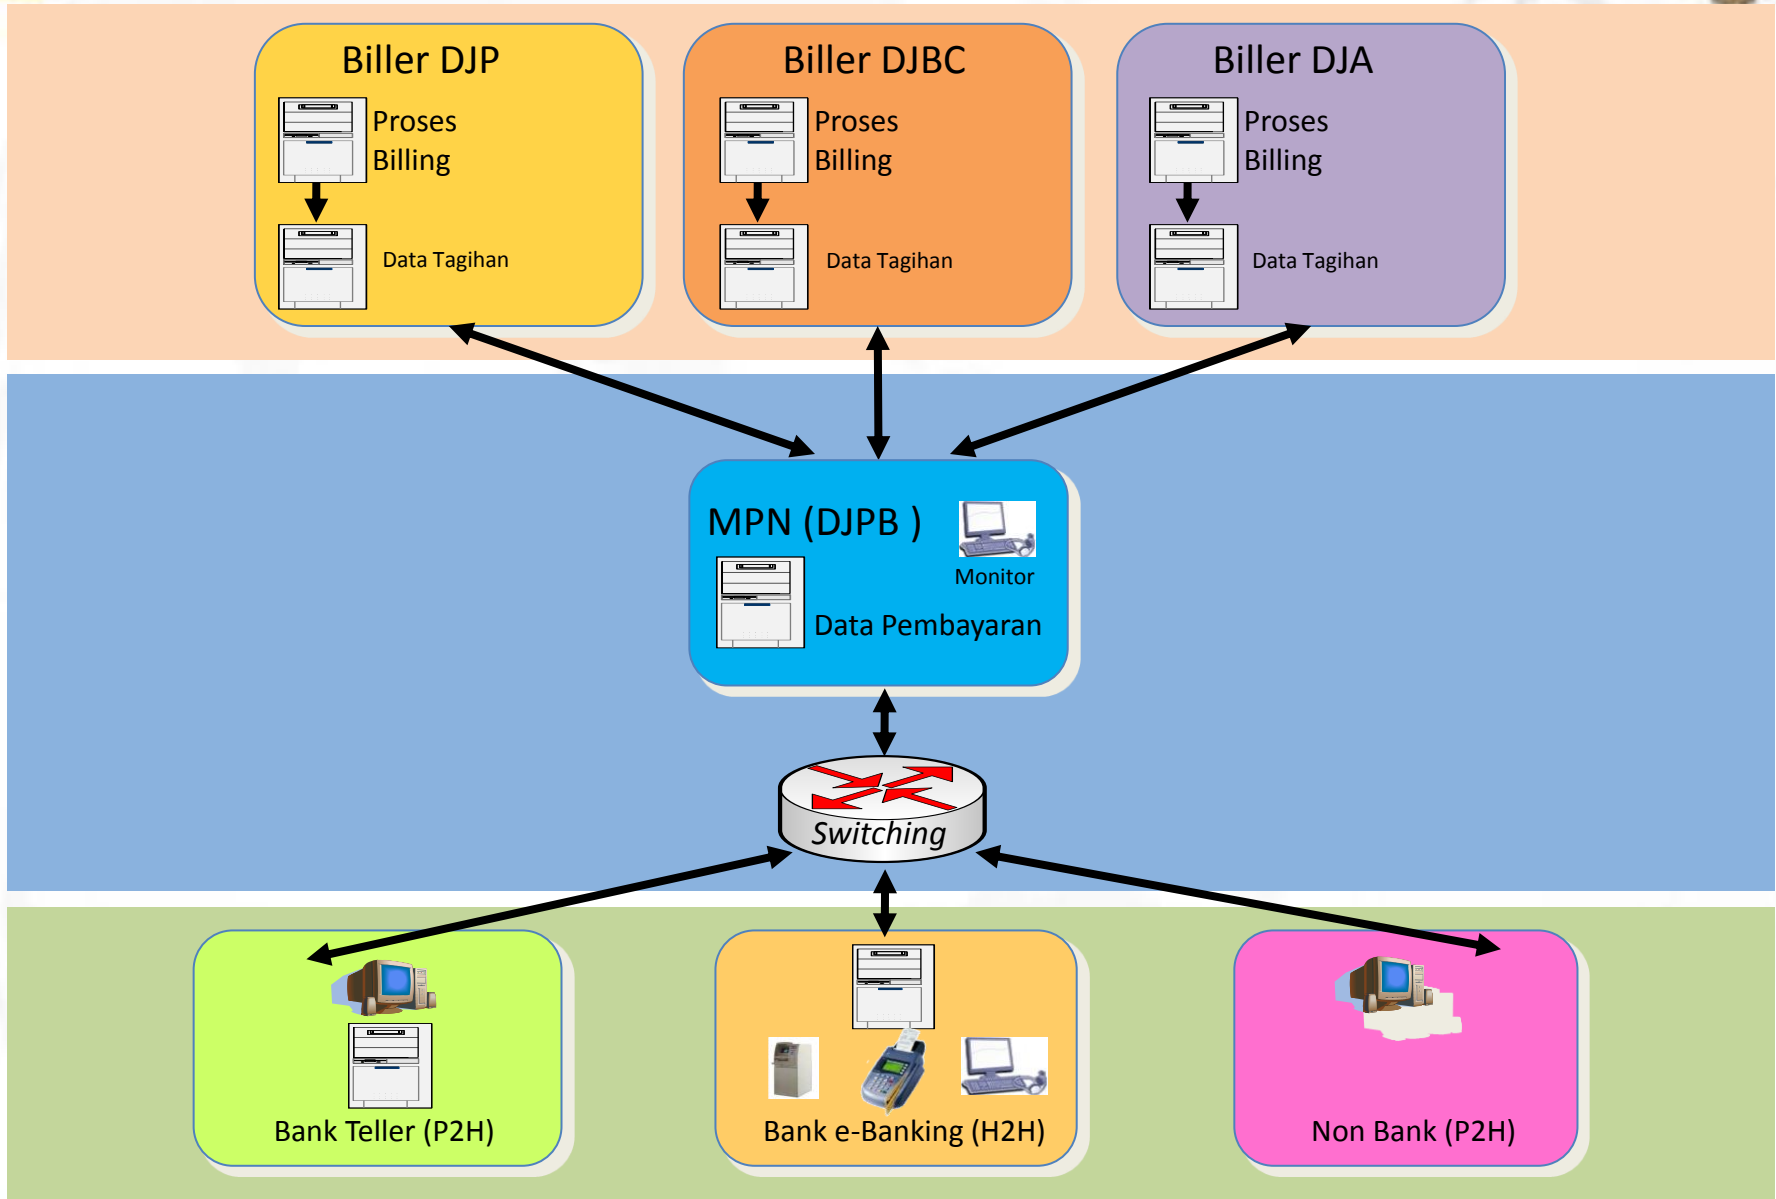 Biller DJP
Proses
Billing
Data Tagihan
Biller DJBC
Proses
Billing
Data Tagihan
Biller DJA
Proses
Billing
Data Tagihan
MPN (DJPB )
Monitor
Data Pembayaran
Switching
Bank Teller (P2H)
Bank e-Banking (H2H)
Non Bank (P2H)